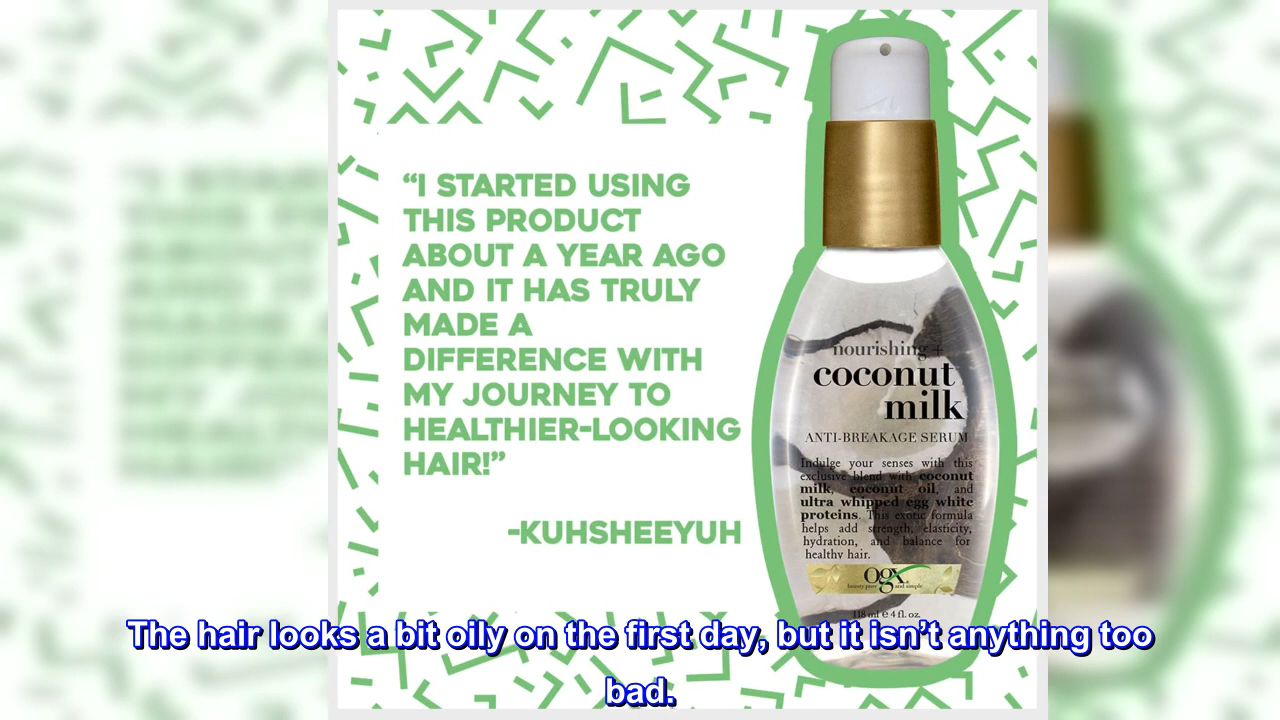 “I STARTED USING
THIS PRODUCT
ABOUT A YEAR AGO
AND IT HAS TRULY
MADE A
DIFFERENCE WITH
MY JOURNEY TO
HEALTHIER-LOOKING
HAIR!”
-KUHSHEEYUH
nourishing +
coconut
milk
ANTI-BREAKAGE SERUM
Indulge your senses with this
exclusive blend with coconut
milk, coconut oil, and
ultra whipped egg white
proteins. This exotic formula
helps add strength, elasticity,
hydration, and balance for
healthy hair.
ogx
beauty pure and simple
118 ml ℮ 4 fl. oz.
The hair looks a bit oily on the first day, but it isn’t anything too
bad.